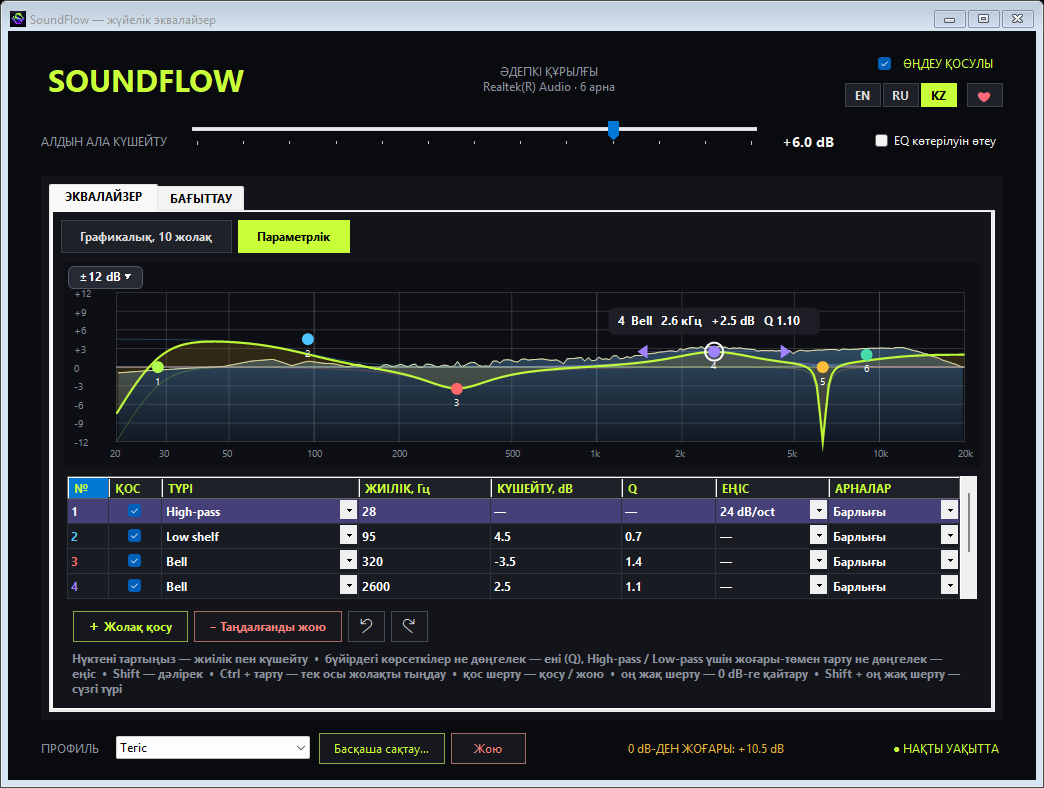 SoundFlow — жүйелік эквалайзер
SOUNDFLOW
ӘДЕПКІ ҚҰРЫЛҒЫ
Realtek(R) Audio · 6 арна
ӨҢДЕУ ҚОСУЛЫ
EN RU KZ
АЛДЫН АЛА КҮШЕЙТУ
+6.0 dB
EQ көтерілуін өтеу
ЭКВАЛАЙЗЕР БАҒЫТТАУ
Графикалық, 10 жолақ Параметрлік
±12 dB
+12
+9
+6
+3
0
-3
-6
-9
-12
4 Bell 2.6 кГц +2.5 dB Q 1.10
1 2 3 4 5 6
20 30 50 100 200 500 1k 2k 5k 10k 20k
№ ҚОС ТҮРІ ЖИІЛІК, Гц КҮШЕЙТУ, dB Q ЕҢІС АРНАЛАР
1 High-pass 28 — — 24 dB/oct Барлығы
2 Low shelf 95 4.5 0.7 — Барлығы
3 Bell 320 -3.5 1.4 — Барлығы
4 Bell 2600 2.5 1.1 — Барлығы
+ Жолақ қосу
− Таңдалғанды жою
Нүктені тартыңыз — жиілік пен күшейту • бүйірдегі көрсеткілер не дөңгелек — ені (Q), High-pass / Low-pass үшін жоғары-төмен тарту не дөңгелек —
еңіс • Shift — дәлірек • Ctrl + тарту — тек осы жолақты тыңдау • қос шерту — қосу / жою • оң жақ шерту — 0 dB-ге қайтару • Shift + оң жақ шерту —
сүзгі түрі
ПРОФИЛЬ
Тегіс
Басқаша сақтау...
Жою
0 dB-ДЕН ЖОҒАРЫ: +10.5 dB
● НАҚТЫ УАҚЫТТА